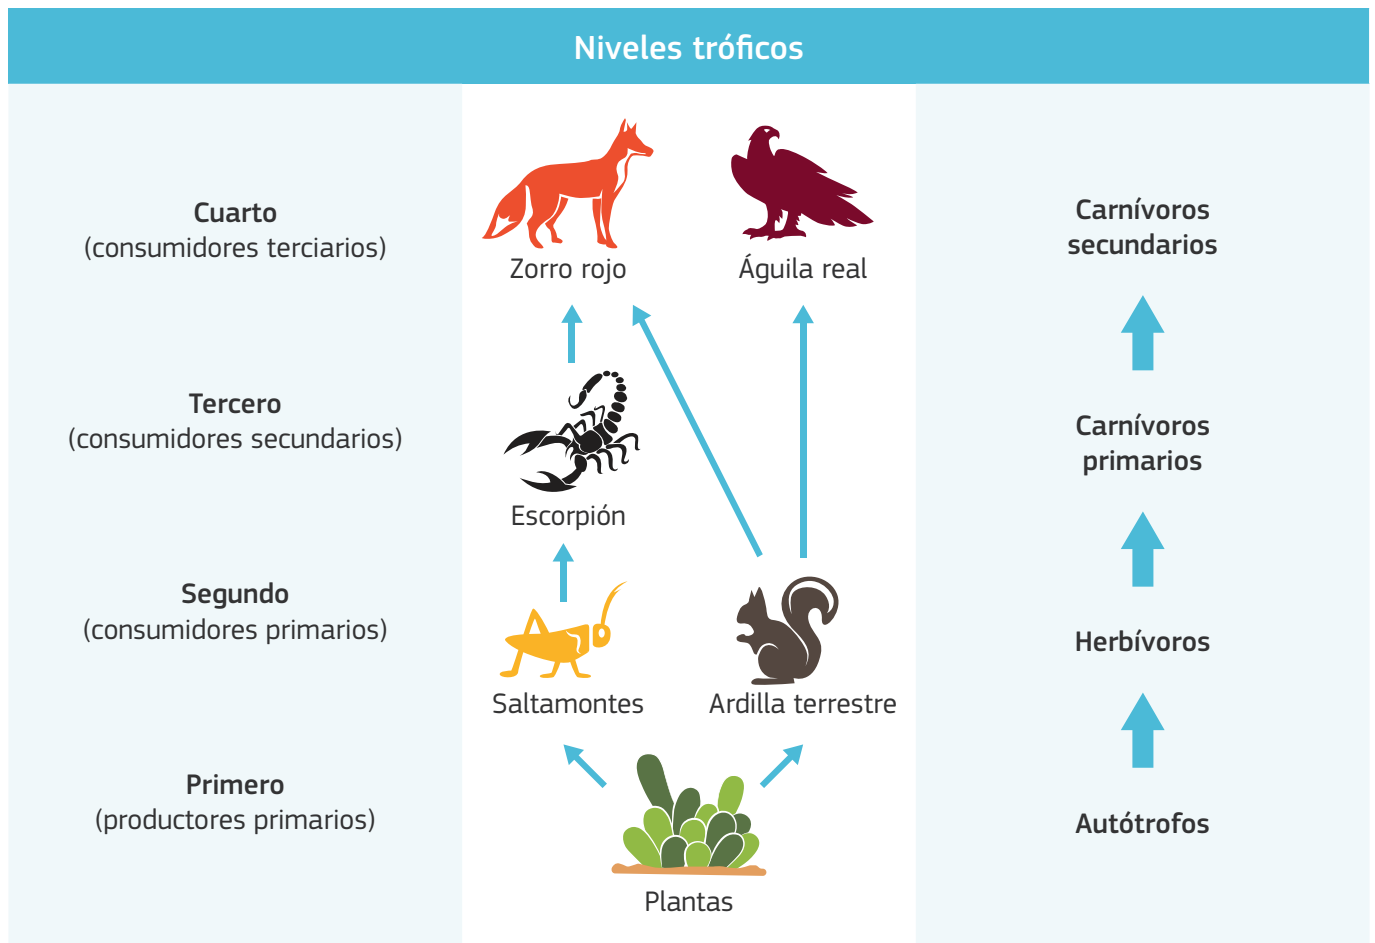 Niveles tróficos
Cuarto
(consumidores terciarios)
Tercero
(consumidores secundarios)
Segundo
(consumidores primarios)
Primero
(productores primarios)
Zorro rojo
Águila real
Escorpión
Saltamontes
Ardilla terrestre
Plantas
Carnívoros
secundarios
Carnívoros
primarios
Herbívoros
Autótrofos